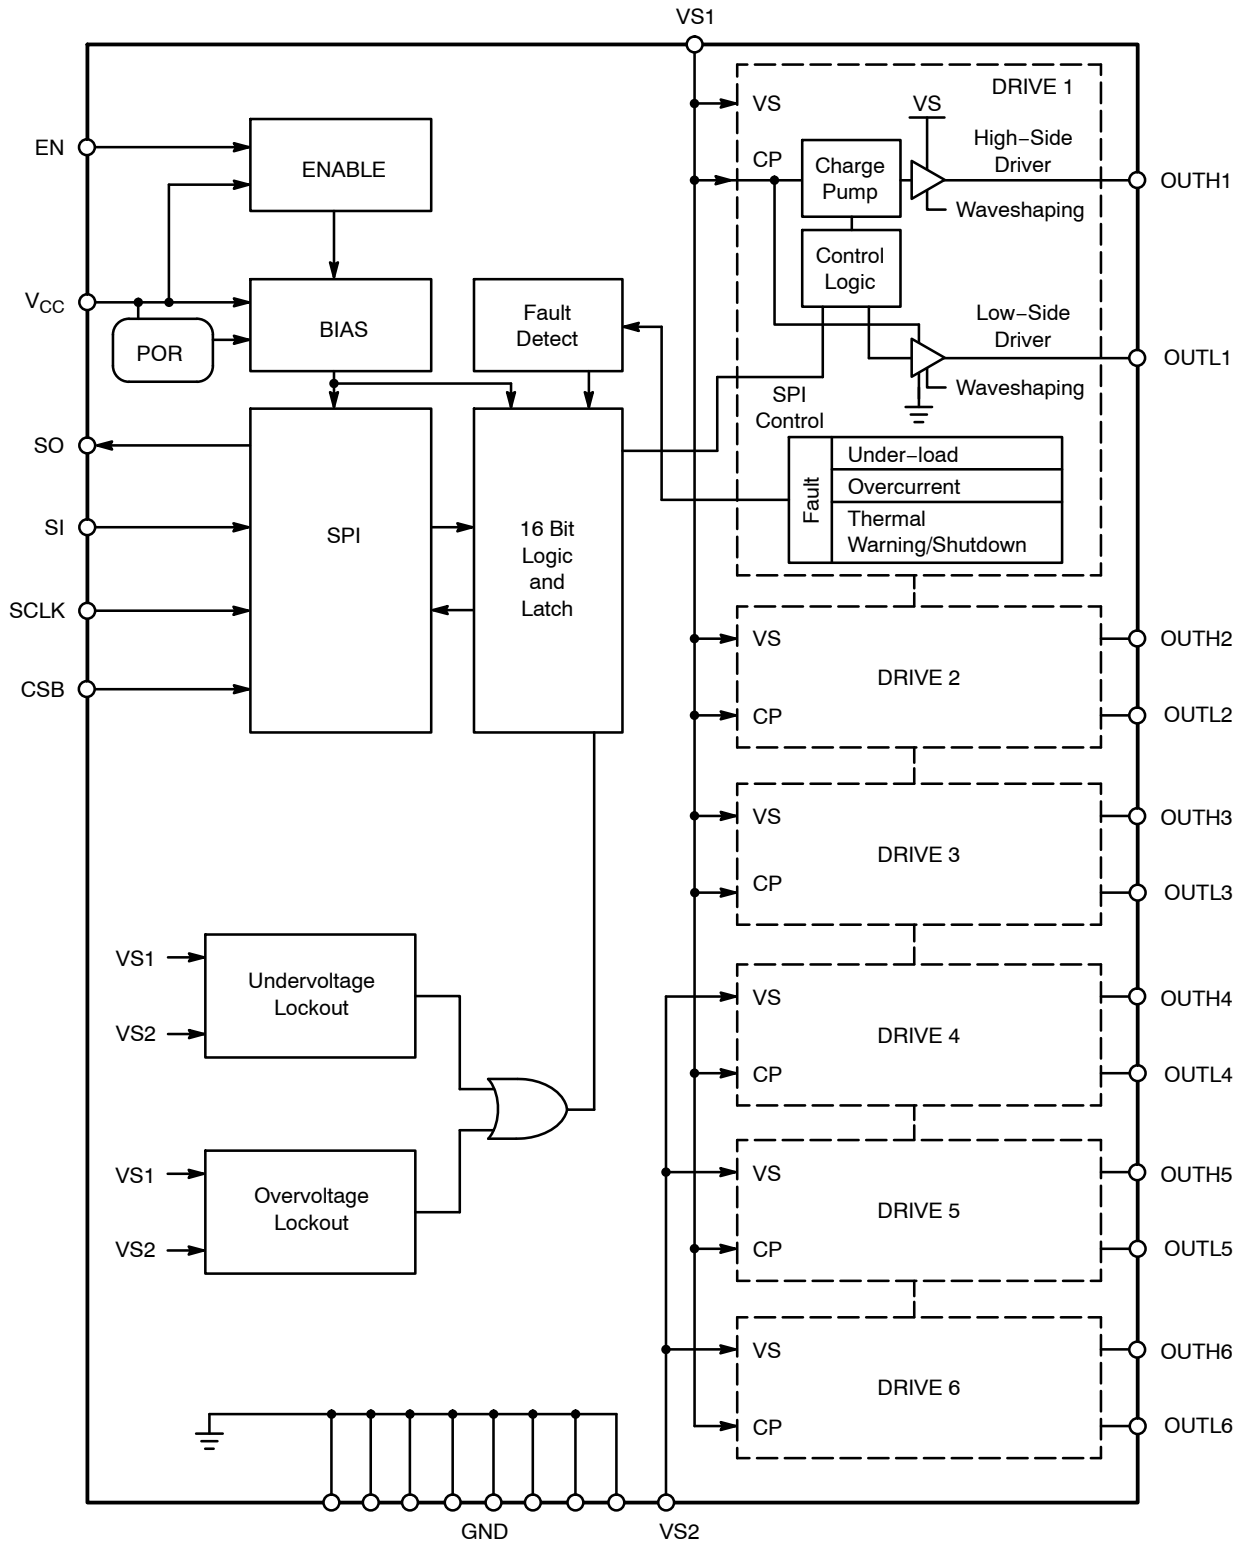 VS1
DRIVE 1
VS
VS
EN
ENABLE
High−Side
Driver
CP
Charge
Pump
OUTH1
Waveshaping
Control
Logic
VCC
POR
BIAS
Fault
Detect
Low−Side
Driver
OUTL1
Waveshaping
SPI
Control
SO
SI
SCLK
CSB
SPI
16 Bit
Logic
and
Latch
Fault
Under−load
Overcurrent
Thermal
Warning/Shutdown
VS
DRIVE 2
CP
OUTH2
OUTL2
VS
DRIVE 3
CP
OUTH3
OUTL3
VS1
VS2
Undervoltage
Lockout
VS
DRIVE 4
CP
OUTH4
OUTL4
VS1
VS2
Overvoltage
Lockout
VS
DRIVE 5
CP
OUTH5
OUTL5
VS
DRIVE 6
CP
OUTH6
OUTL6
GND
VS2